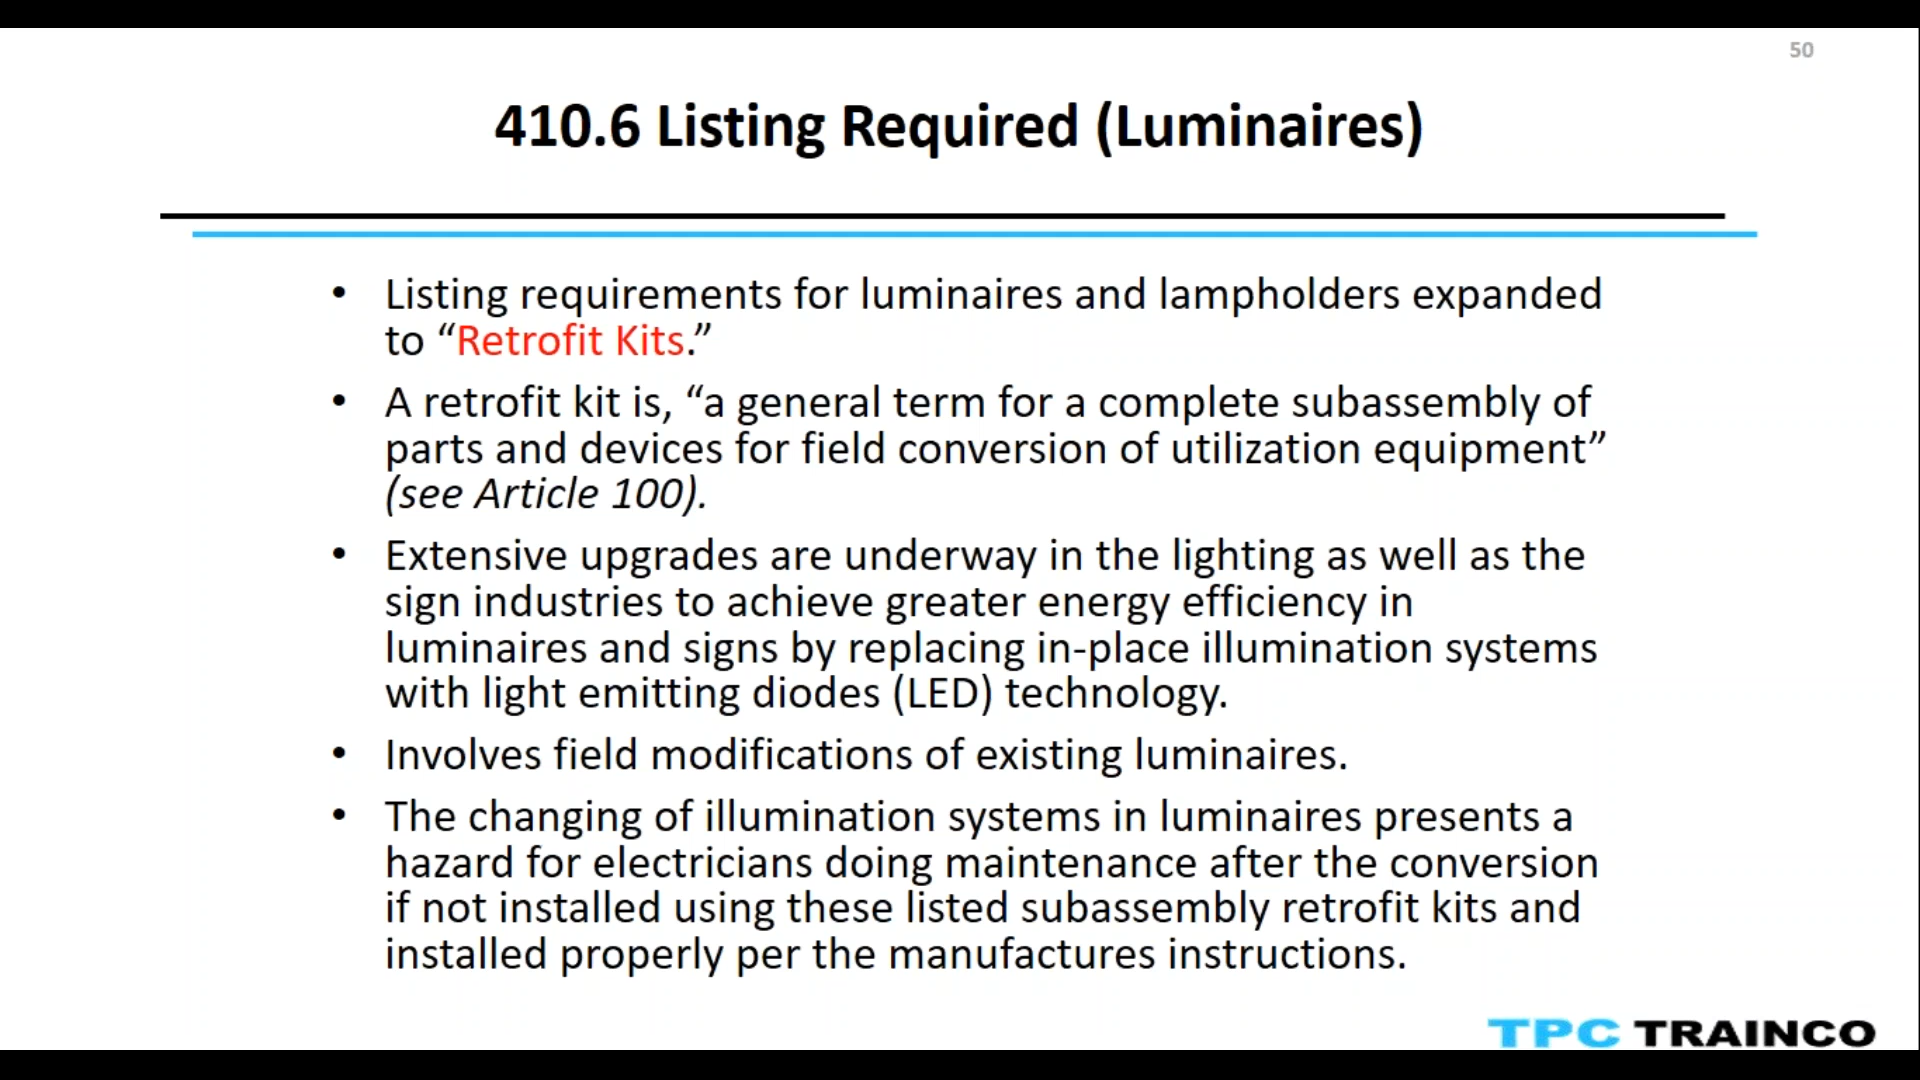 50
410.6 Listing Required (Luminaires)
• Listing requirements for luminaires and lampholders expanded
to “Retrofit Kits.”
• A retrofit kit is, “a general term for a complete subassembly of
parts and devices for field conversion of utilization equipment”
(see Article 100).
• Extensive upgrades are underway in the lighting as well as the
sign industries to achieve greater energy efficiency in
luminaires and signs by replacing in-place illumination systems
with light emitting diodes (LED) technology.
• Involves field modifications of existing luminaires.
• The changing of illumination systems in luminaires presents a
hazard for electricians doing maintenance after the conversion
if not installed using these listed subassembly retrofit kits and
installed properly per the manufactures instructions.
TPC TRAINCO